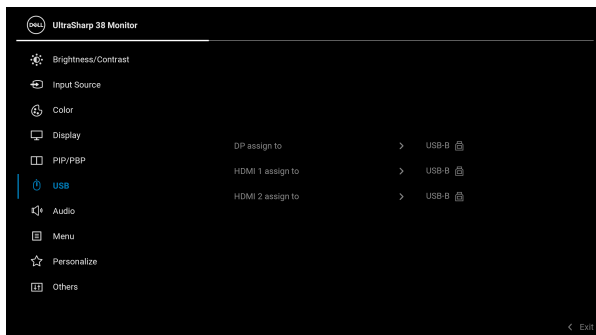 DELL UltraSharp 38 Monitor
Brightness/Contrast
Input Source
Color
Display
PIP/PBP
USB
Audio
Menu
Personalize
Others
DP assign to > USB-B
HDMI 1 assign to > USB-B
HDMI 2 assign to > USB-B
< Exit